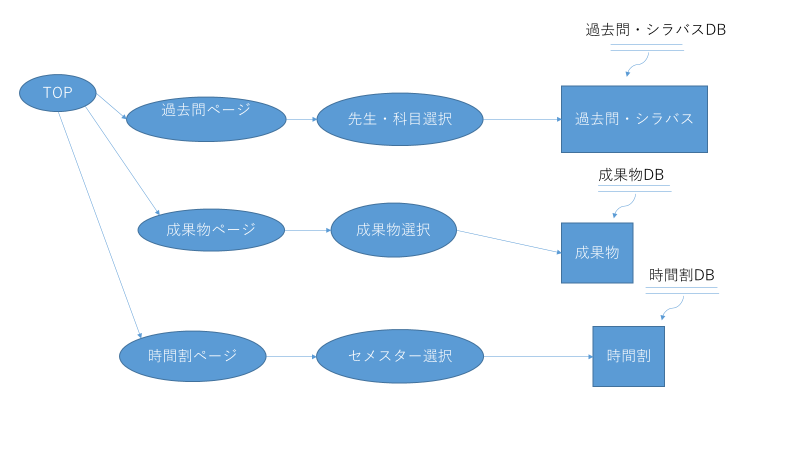 過去問・シラバスDB
TOP
過去問ページ
先生・科目選択
過去問・シラバス
成果物DB
成果物ページ
成果物選択
成果物
時間割DB
時間割ページ
セメスター選択
時間割